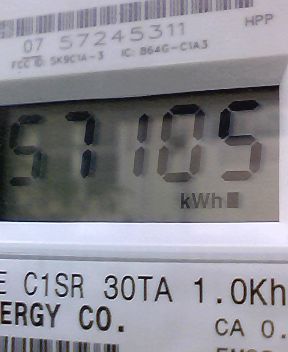 HPP
07 57245311
FCC ID: SK9C1A-3 IC: 864G-C1A3
57105
kWh
E C1SR 30TA 1.0Kh
ERGY CO.
CA 0.